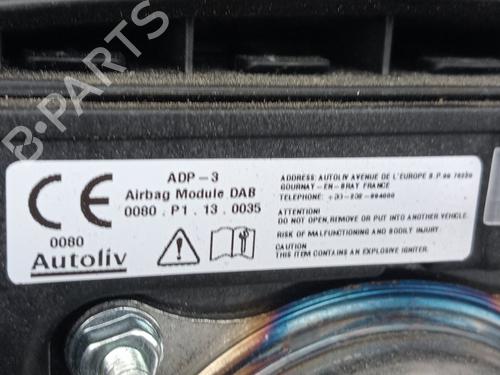 B-PARTS
CE
0080
Autoliv
ADP - 3
Airbag Module DAB
0080 . P1 . 13 . 0035
ADDRESS: AUTOLIV AVENUE DE L'EUROPE B.P.
GOURNAY - EN - BRAY FRANCE
TELEPHONE:
ATTENTION!
DO NOT OPEN, REMOVE OR PUT INTO ANOTHER VEHICLE.
RISK OF MALFUNCTIONING AND BODILY INJURY.
CAUTION
THIS ITEM CONTAINS AN EXPLOSIVE IGNITER.